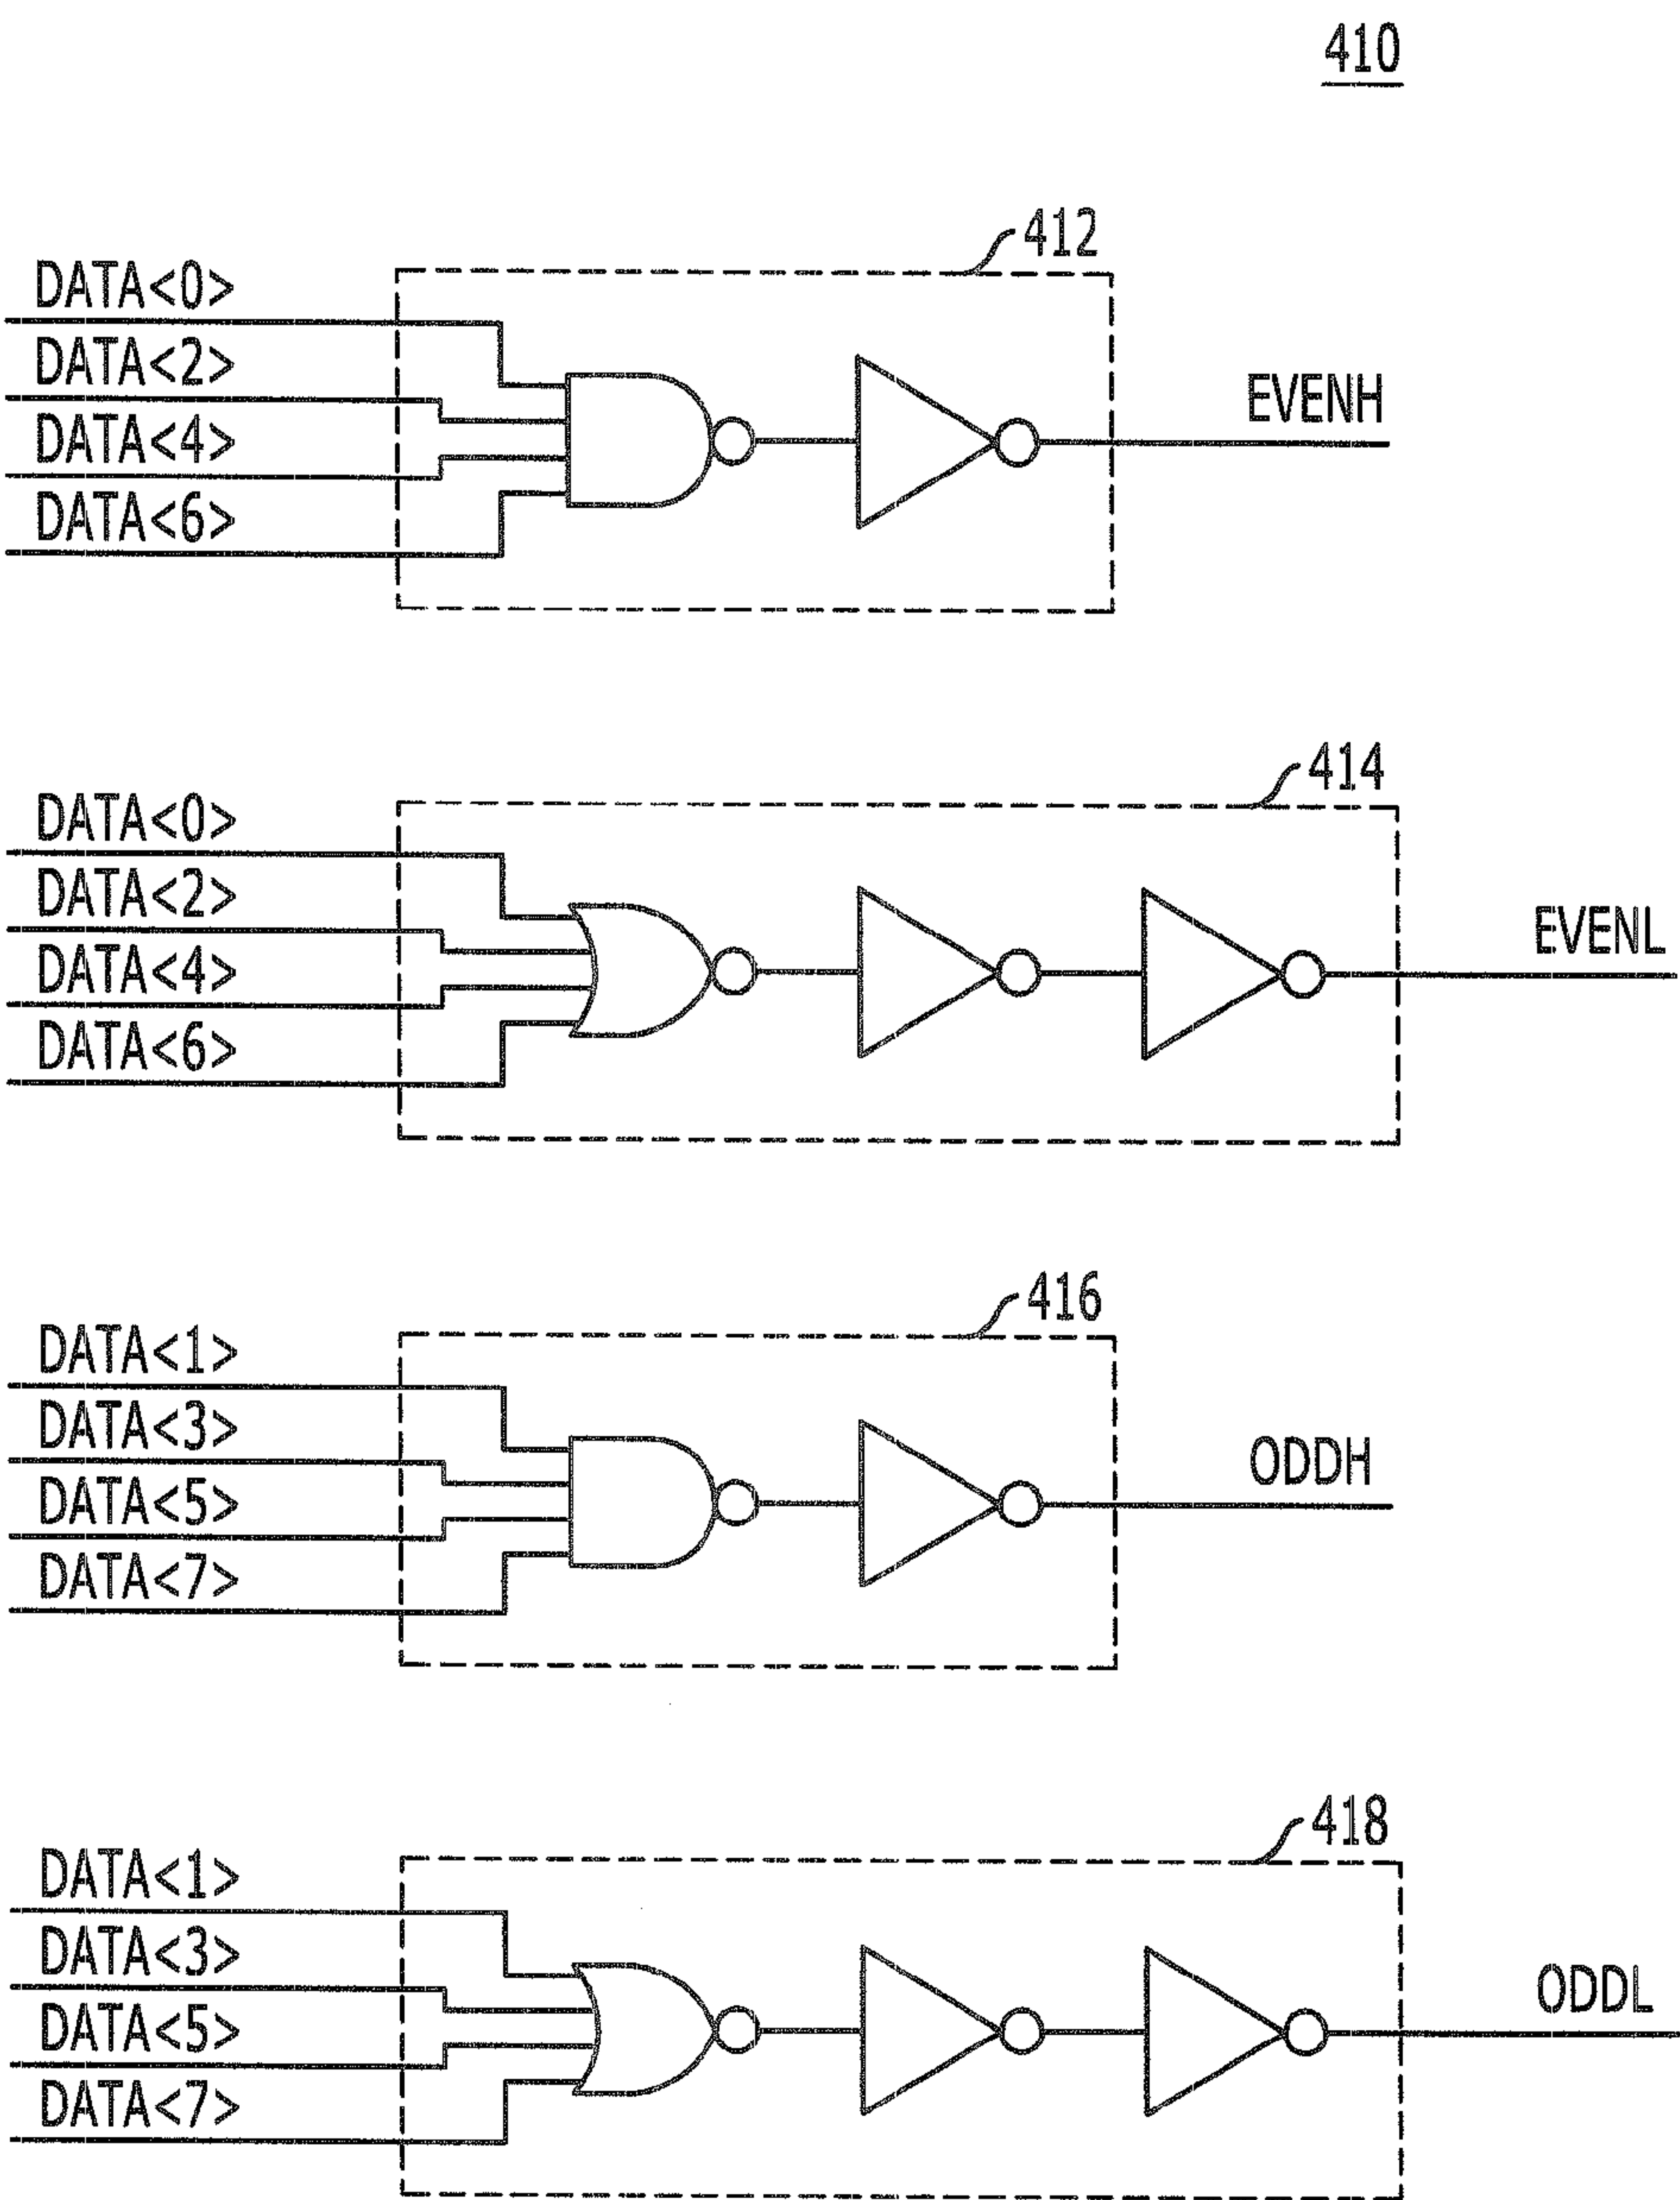 410
412
DATA<0>
DATA<2>
DATA<4>
DATA<6>
EVENH
414
DATA<0>
DATA<2>
DATA<4>
DATA<6>
EVENL
416
DATA<1>
DATA<3>
DATA<5>
DATA<7>
ODDH
418
DATA<1>
DATA<3>
DATA<5>
DATA<7>
ODDL